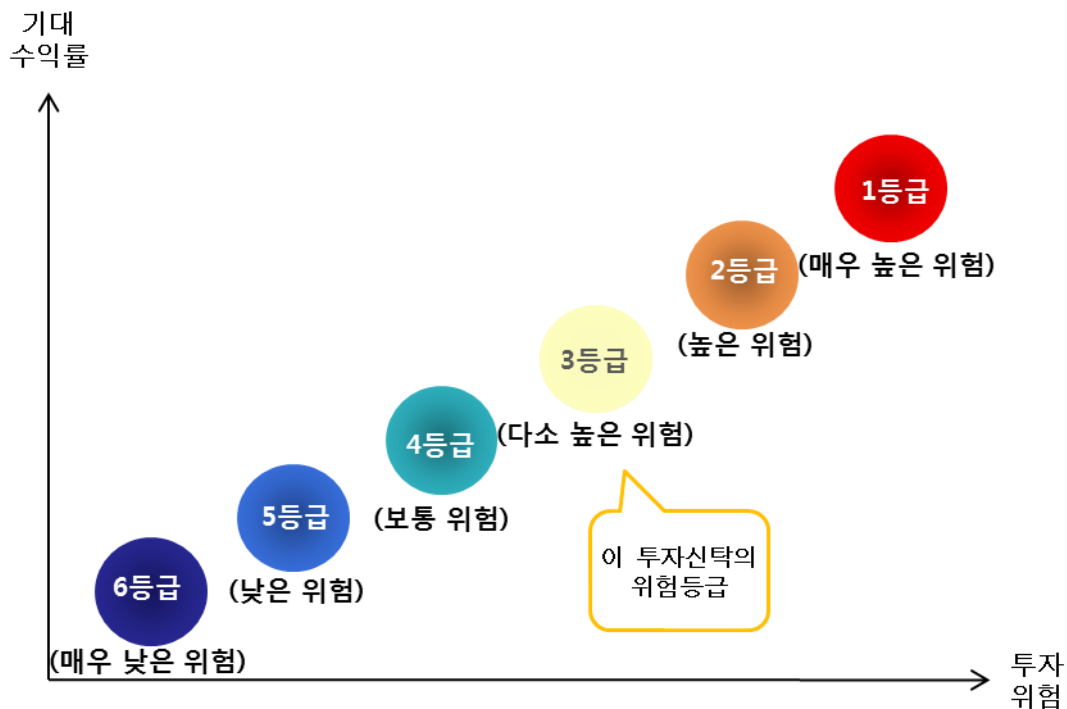 기대
수익률
1등급
(매우 높은 위험)
2등급
(높은 위험)
3등급
(다소 높은 위험)
4등급
(보통 위험)
5등급
(낮은 위험)
6등급
(매우 낮은 위험)
이 투자신탁의
위험등급
투자
위험